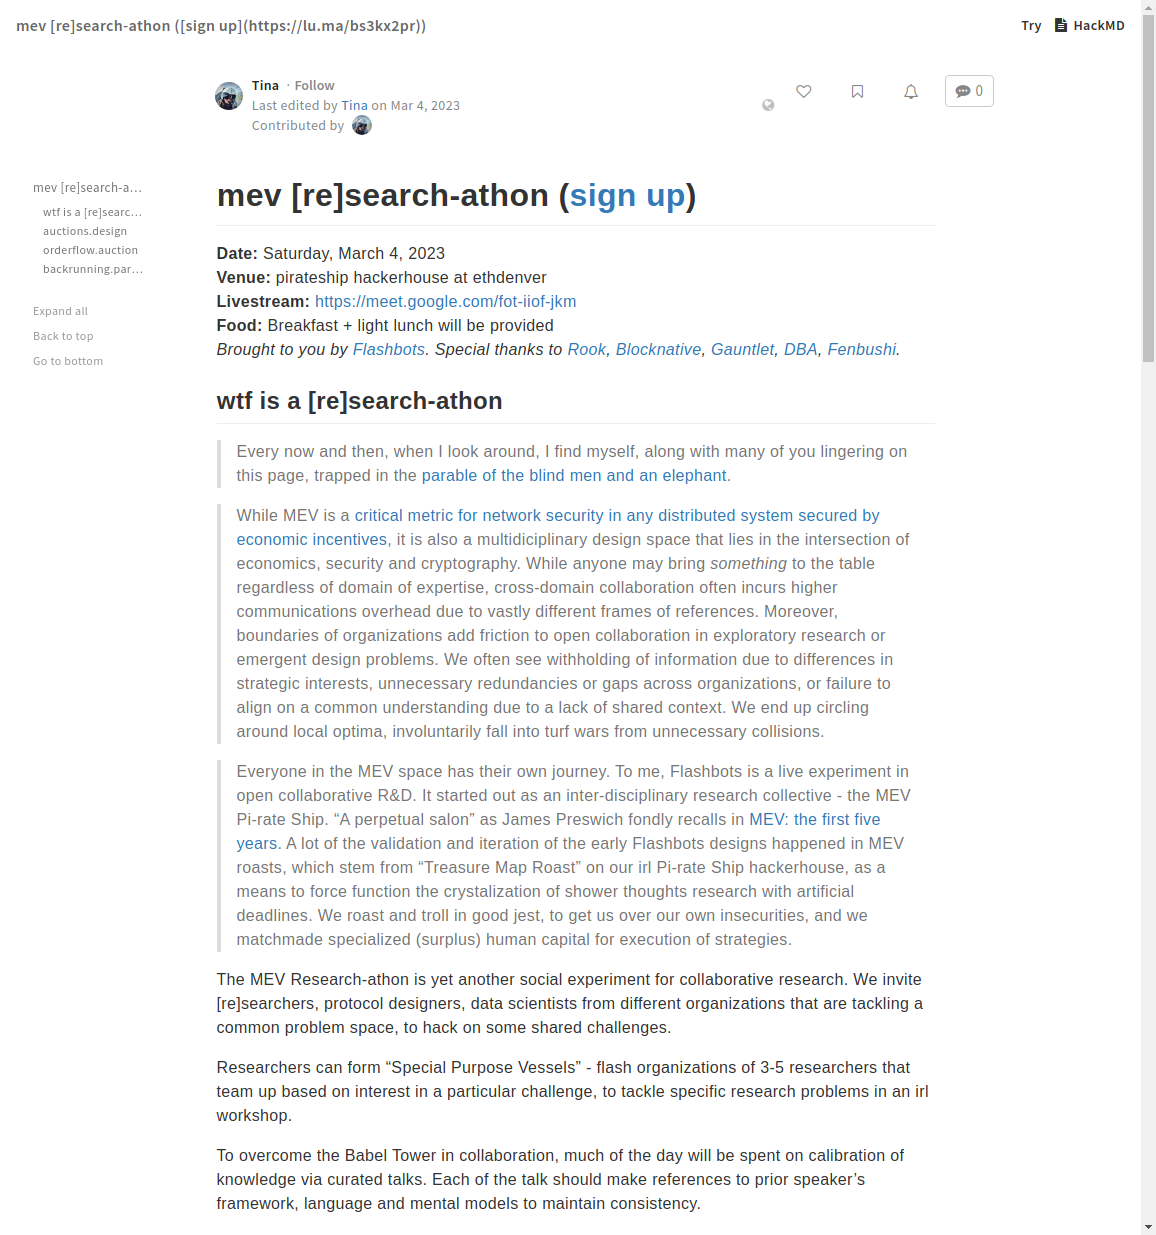 mev [re]search-athon ([sign up](https://lu.ma/bs3kx2pr))
Try HackMD
Tina · Follow
Last edited by Tina on Mar 4, 2023
Contributed by
0
mev [re]search-a…
wtf is a [re]searc…
auctions.design
orderflow.auction
backrunning.par…
Expand all
Back to top
Go to bottom
mev [re]search-athon (sign up)
Date: Saturday, March 4, 2023
Venue: pirateship hackerhouse at ethdenver
Livestream: https://meet.google.com/fot-iiof-jkm
Food: Breakfast + light lunch will be provided
Brought to you by Flashbots. Special thanks to Rook, Blocknative, Gauntlet, DBA, Fenbushi.
wtf is a [re]search-athon
Every now and then, when I look around, I find myself, along with many of you lingering on
this page, trapped in the parable of the blind men and an elephant.
While MEV is a critical metric for network security in any distributed system secured by
economic incentives, it is also a multidiciplinary design space that lies in the intersection of
economics, security and cryptography. While anyone may bring something to the table
regardless of domain of expertise, cross-domain collaboration often incurs higher
communications overhead due to vastly different frames of references. Moreover,
boundaries of organizations add friction to open collaboration in exploratory research or
emergent design problems. We often see withholding of information due to differences in
strategic interests, unnecessary redundancies or gaps across organizations, or failure to
align on a common understanding due to a lack of shared context. We end up circling
around local optima, involuntarily fall into turf wars from unnecessary collisions.
Everyone in the MEV space has their own journey. To me, Flashbots is a live experiment in
open collaborative R&D. It started out as an inter-disciplinary research collective - the MEV
Pi-rate Ship. “A perpetual salon” as James Preswich fondly recalls in MEV: the first five
years. A lot of the validation and iteration of the early Flashbots designs happened in MEV
roasts, which stem from “Treasure Map Roast” on our irl Pi-rate Ship hackerhouse, as a
means to force function the crystalization of shower thoughts research with artificial
deadlines. We roast and troll in good jest, to get us over our own insecurities, and we
matchmade specialized (surplus) human capital for execution of strategies.
The MEV Research-athon is yet another social experiment for collaborative research. We invite
[re]searchers, protocol designers, data scientists from different organizations that are tackling a
common problem space, to hack on some shared challenges.
Researchers can form “Special Purpose Vessels” - flash organizations of 3-5 researchers that
team up based on interest in a particular challenge, to tackle specific research problems in an irl
workshop.
To overcome the Babel Tower in collaboration, much of the day will be spent on calibration of
knowledge via curated talks. Each of the talk should make references to prior speaker’s
framework, language and mental models to maintain consistency.